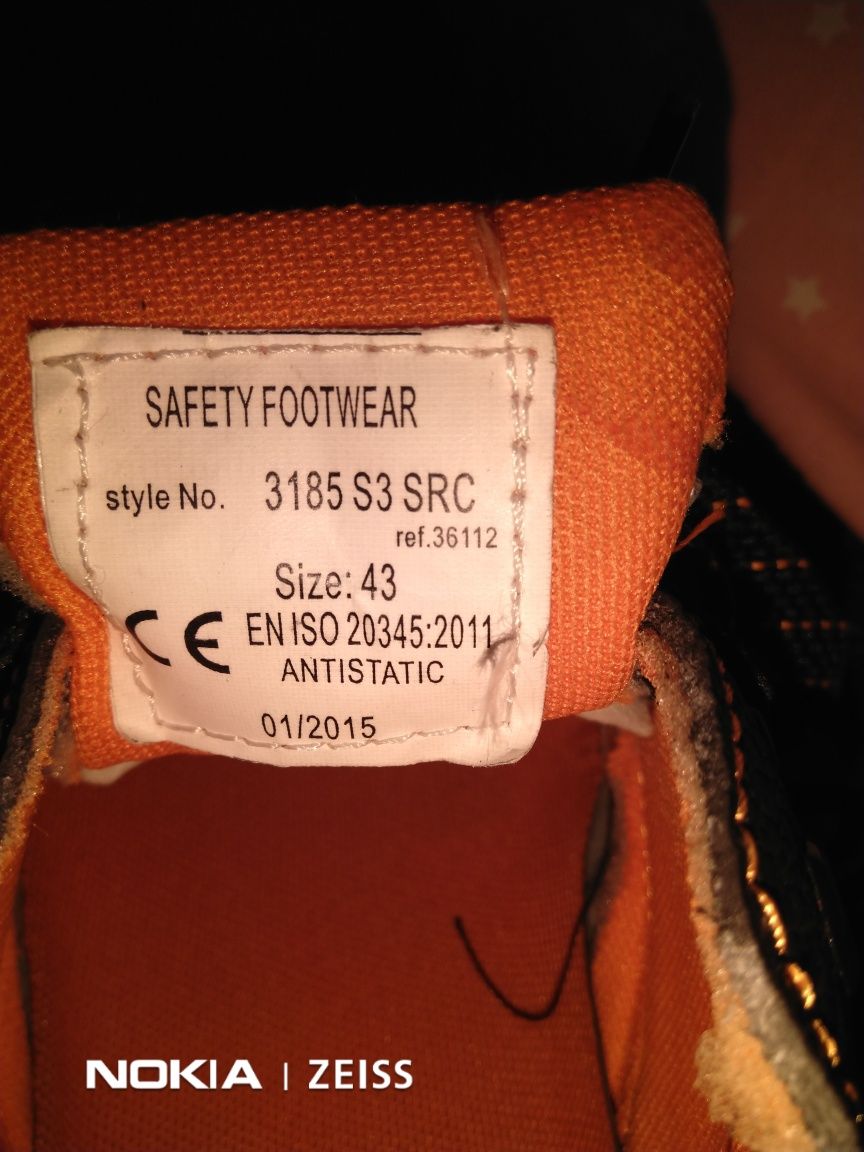 SAFETY FOOTWEAR
style No. 3185 S3 SRC
ref.36112
Size: 43
CE EN ISO 20345:2011
ANTISTATIC
01/2015
NOKIA | ZEISS